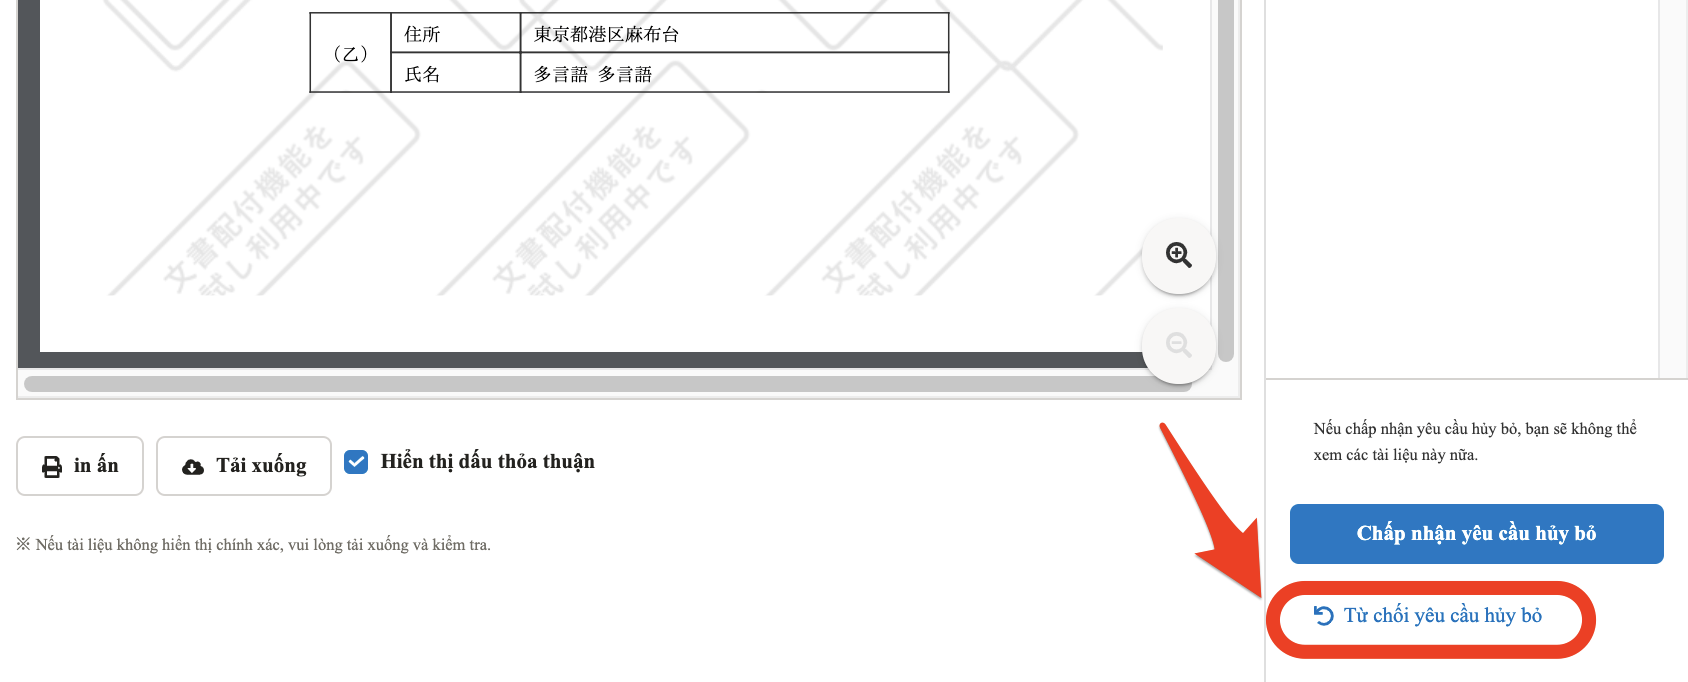 (乙)
住所
東京都港区麻布台
氏名
多言語 多言語
文書配付機能を
試し利用中です
文書配付機能を
試し利用中です
文書配付機能を
試し利用中です
in ấn
Tải xuống
Hiển thị dấu thỏa thuận
※ Nếu tài liệu không hiển thị chính xác, vui lòng tải xuống và kiểm tra.
Nếu chấp nhận yêu cầu hủy bỏ, bạn sẽ không thể
xem các tài liệu này nữa.
Chấp nhận yêu cầu hủy bỏ
Từ chối yêu cầu hủy bỏ